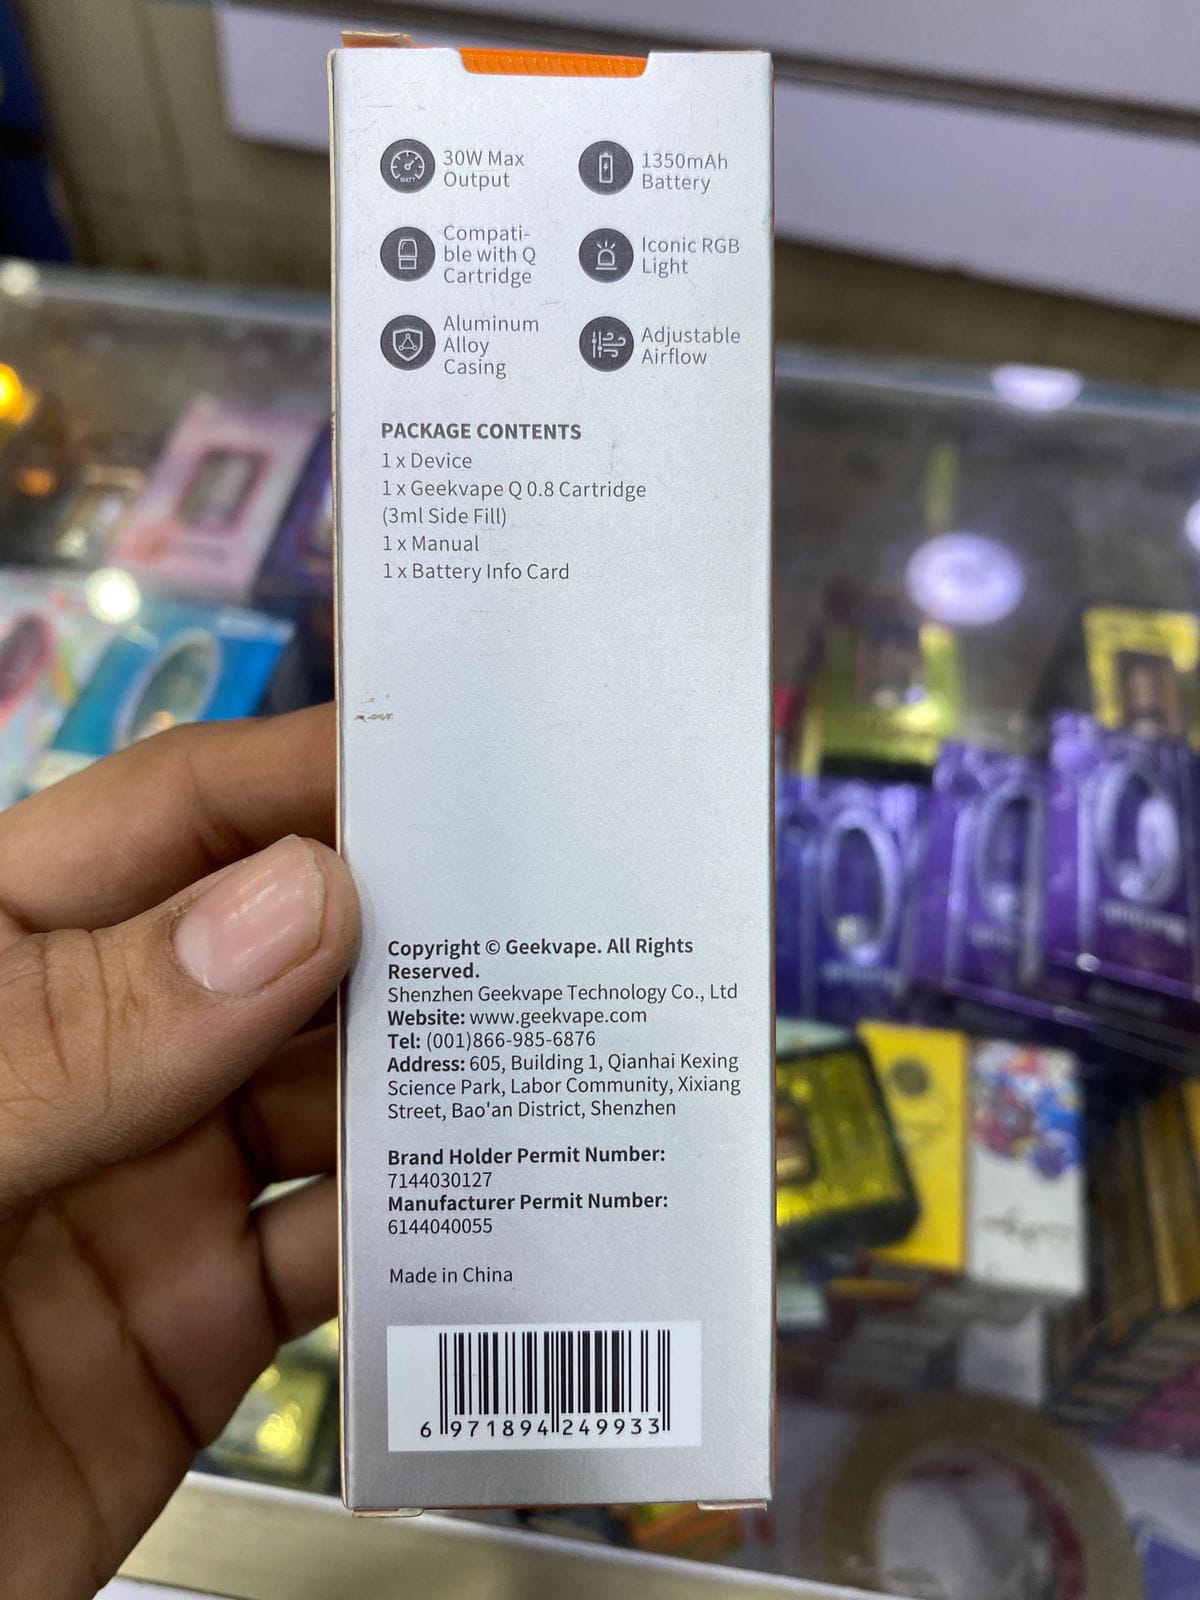 30W Max
Output
1350mAh
Battery
Compati-
ble with Q
Cartridge
Iconic RGB
Light
Aluminum
Alloy
Casing
Adjustable
Airflow
WATT
PACKAGE CONTENTS
1 x Device
1 x Geekvape Q 0.8 Cartridge
(3ml Side Fill)
1 x Manual
1 x Battery Info Card
Copyright © Geekvape. All Rights
Reserved.
Shenzhen Geekvape Technology Co., Ltd
Website: www.geekvape.com
Tel: (001)866-985-6876
Address: 605, Building 1, Qianhai Kexing
Science Park, Labor Community, Xixiang
Street, Bao'an District, Shenzhen
Brand Holder Permit Number:
7144030127
Manufacturer Permit Number:
6144040055
Made in China
6 971894 249933